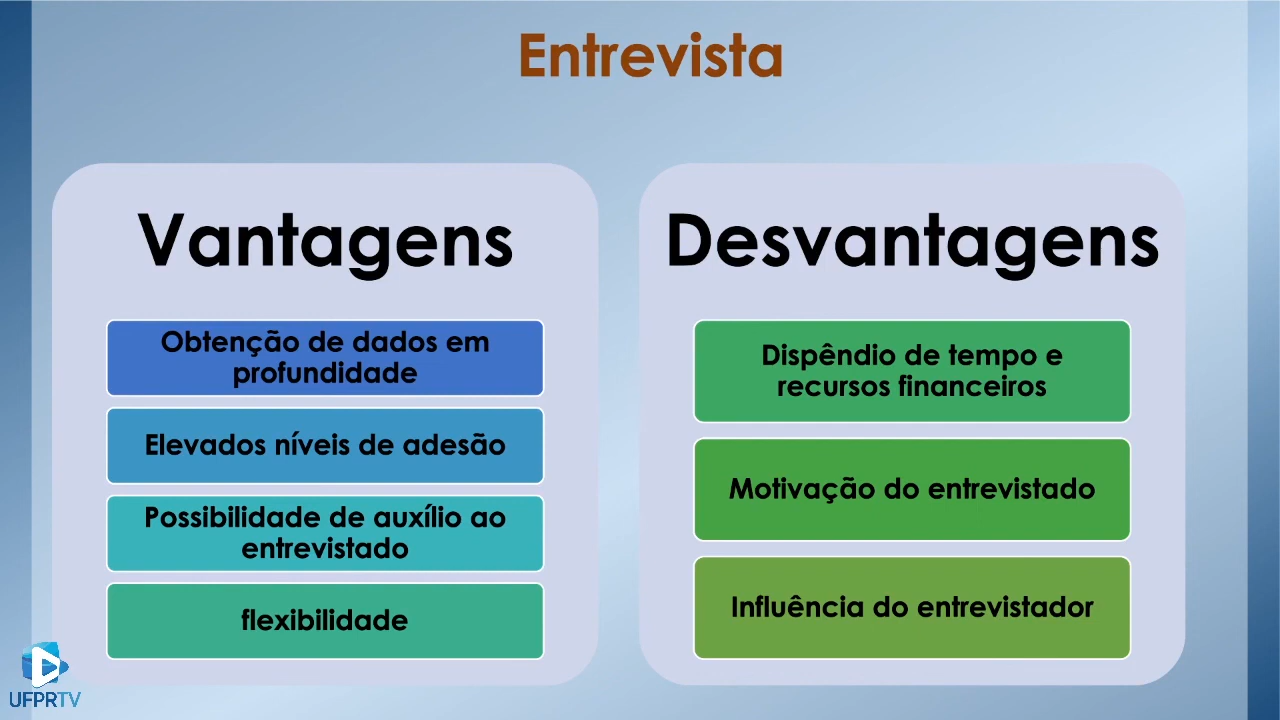 Entrevista
Vantagens
Obtenção de dados em
profundidade
Elevados níveis de adesão
Possibilidade de auxílio ao
entrevistado
flexibilidade
Desvantagens
Dispêndio de tempo e
recursos financeiros
Motivação do entrevistado
Influência do entrevistador
UFPRTV